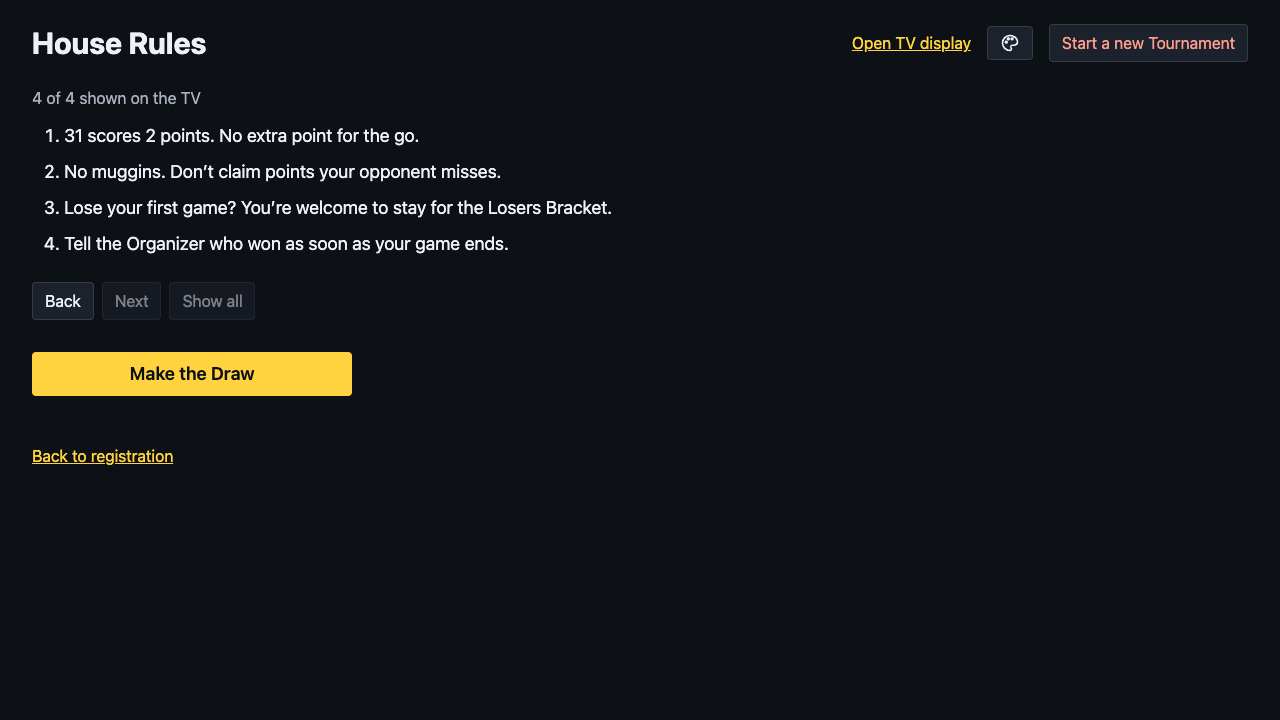 House Rules
Open TV display
Start a new Tournament
4 of 4 shown on the TV
1. 31 scores 2 points. No extra point for the go.
2. No muggins. Don’t claim points your opponent misses.
3. Lose your first game? You’re welcome to stay for the Losers Bracket.
4. Tell the Organizer who won as soon as your game ends.
Back
Next
Show all
Make the Draw
Back to registration